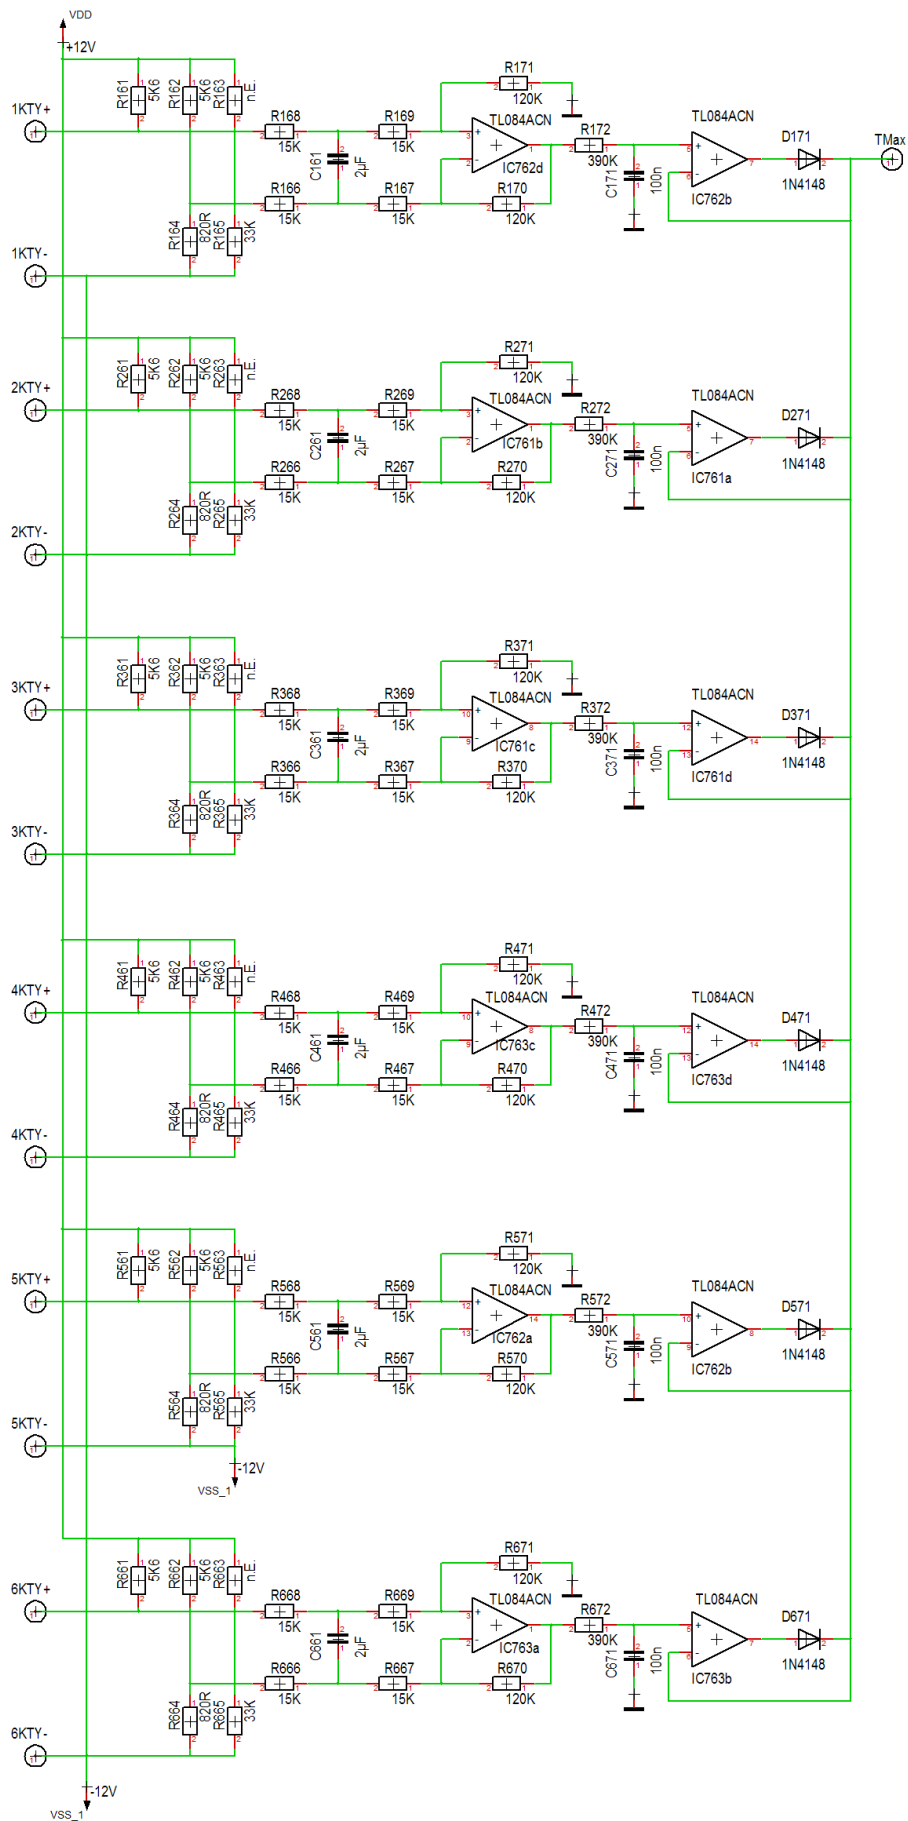 VDD
+12V
R161 5K6 R162 5K6 R163 n.E.
R171
120K
1KTY+
R168
15K
R169
15K
TL084ACN
IC762d
R172
390K
TL084ACN
IC762b
D171
1N4148
TMax
C161 2µF
C171 100n
R166
15K
R167
15K
R170
120K
R164 820R R165 33K
1KTY-
R261 5K6 R262 5K6 R263 n.E.
R271
120K
2KTY+
R268
15K
R269
15K
TL084ACN
IC761b
R272
390K
TL084ACN
IC761a
D271
1N4148
C261 2µF
C271 100n
R266
15K
R267
15K
R270
120K
R264 820R R265 33K
2KTY-
R361 5K6 R362 5K6 R363 n.E.
R371
120K
3KTY+
R368
15K
R369
15K
TL084ACN
IC761c
R372
390K
TL084ACN
IC761d
D371
1N4148
C361 2µF
C371 100n
R366
15K
R367
15K
R370
120K
R364 820R R365 33K
3KTY-
R461 5K6 R462 5K6 R463 n.E.
R471
120K
4KTY+
R468
15K
R469
15K
TL084ACN
IC763c
R472
390K
TL084ACN
IC763d
D471
1N4148
C461 2µF
C471 100n
R466
15K
R467
15K
R470
120K
R464 820R R465 33K
4KTY-
R561 5K6 R562 5K6 R563 n.E.
R571
120K
5KTY+
R568
15K
R569
15K
TL084ACN
IC762a
R572
390K
TL084ACN
IC762b
D571
1N4148
C561 2µF
C571 100n
R566
15K
R567
15K
R570
120K
R564 820R R565 33K
5KTY-
-12V
VSS_1
R661 5K6 R662 5K6 R663 n.E.
R671
120K
6KTY+
R668
15K
R669
15K
TL084ACN
IC763a
R672
390K
TL084ACN
IC763b
D671
1N4148
C661 2µF
C671 100n
R666
15K
R667
15K
R670
120K
R664 820R R665 33K
6KTY-
-12V
VSS_1